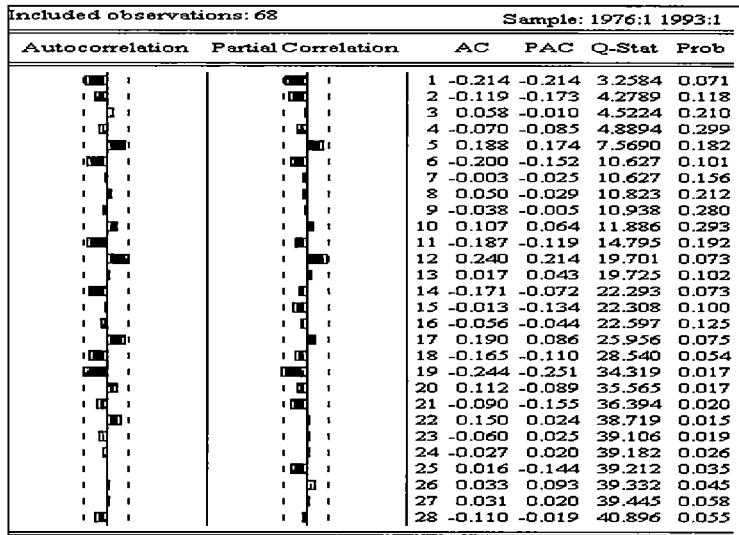 Included observations: 68 Sample: 1976:1 1993:1
Autocorrelation Partial Correlation AC PAC Q-Stat Prob
1 -0.214 -0.214 3.2584 0.071
2 -0.119 -0.173 4.2789 0.118
3 0.058 -0.010 4.5224 0.210
4 -0.070 -0.085 4.8894 0.299
5 0.188 0.174 7.5690 0.182
6 -0.200 -0.152 10.627 0.101
7 -0.003 -0.025 10.627 0.156
8 0.050 -0.029 10.823 0.212
9 -0.038 -0.005 10.938 0.280
10 0.107 0.064 11.886 0.293
11 -0.187 -0.119 14.795 0.192
12 0.240 0.214 19.701 0.073
13 0.017 0.043 19.725 0.102
14 -0.171 -0.072 22.293 0.073
15 -0.013 -0.134 22.308 0.100
16 -0.056 -0.044 22.597 0.125
17 0.190 0.086 25.956 0.075
18 -0.165 -0.110 28.540 0.054
19 -0.244 -0.251 34.319 0.017
20 0.112 -0.089 35.565 0.017
21 -0.090 -0.155 36.394 0.020
22 0.150 0.024 38.719 0.015
23 -0.060 0.025 39.106 0.019
24 -0.027 0.020 39.182 0.026
25 0.016 -0.144 39.212 0.035
26 0.033 0.093 39.332 0.045
27 0.031 0.020 39.445 0.058
28 -0.110 -0.019 40.896 0.055